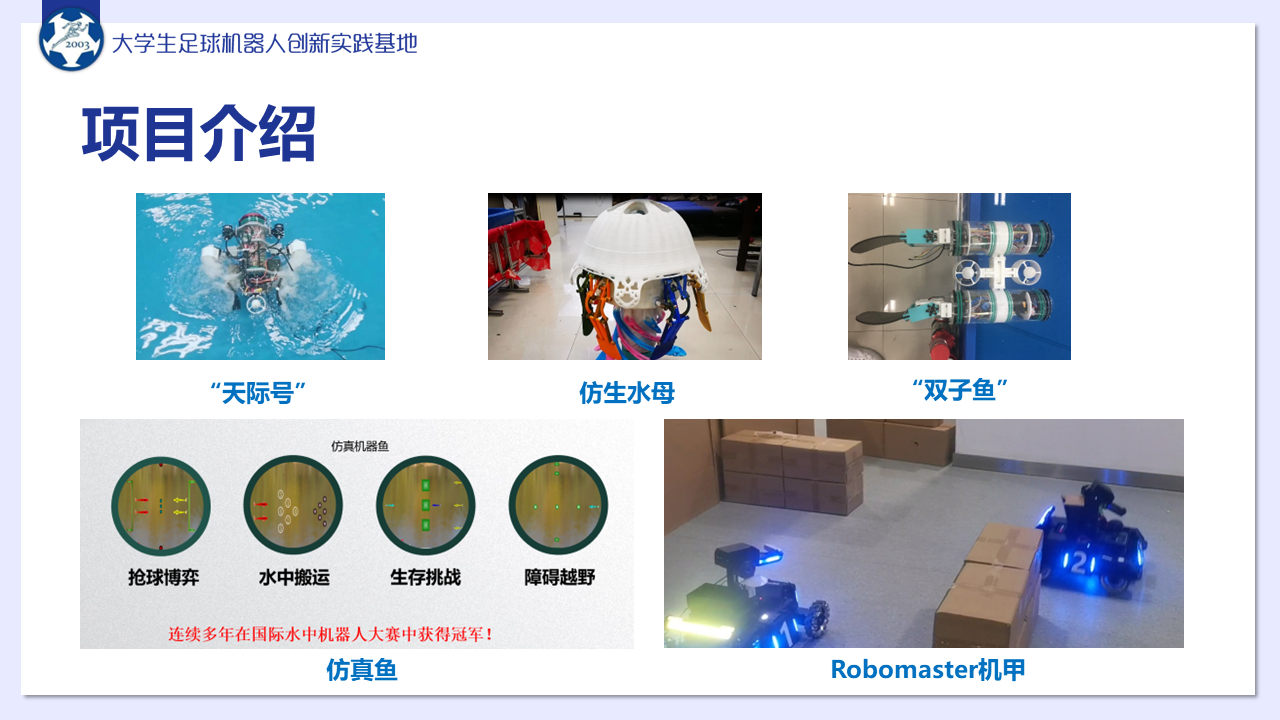 2003
大学生足球机器人创新实践基地
项目介绍
“天际号”
仿生水母
“双子鱼”
仿真机器鱼
抢球博弈
水中搬运
生存挑战
障碍越野
连续多年在国际水中机器人大赛中获得冠军！
1
2
仿真鱼
Robomaster机甲